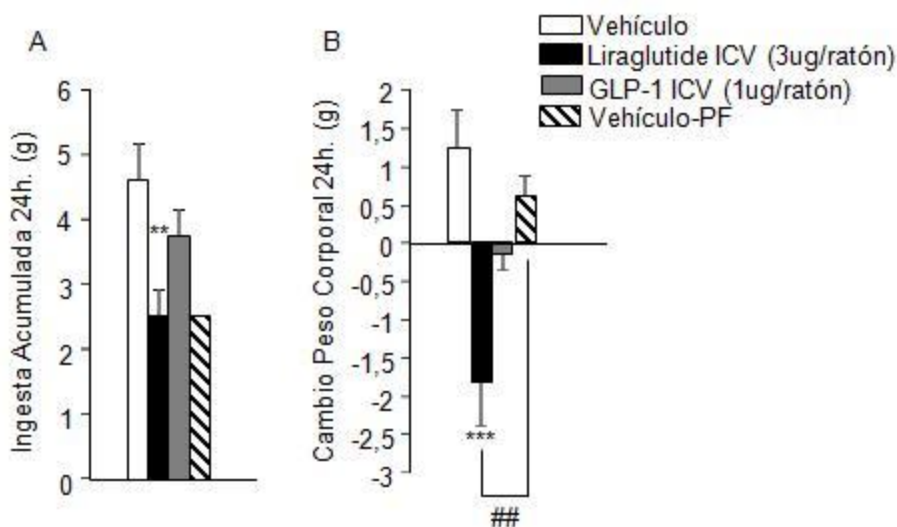 A
B
Vehículo
Liraglutide ICV (3ug/ratón)
GLP-1 ICV (1ug/ratón)
Vehículo-PF
Ingesta Acumulada 24h. (g)
6
5
4
3
2
1
0
**
Cambio Peso Corporal 24h. (g)
2
1,5
1
0,5
0
-0,5
-1
-1,5
-2
-2,5
-3
***
##